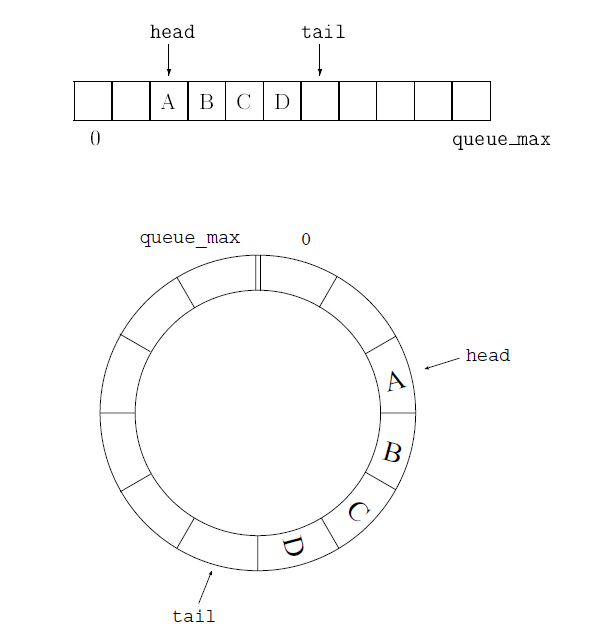 head tail
A B C D
0 queue_max
queue_max 0
head
A
B
C
D
tail